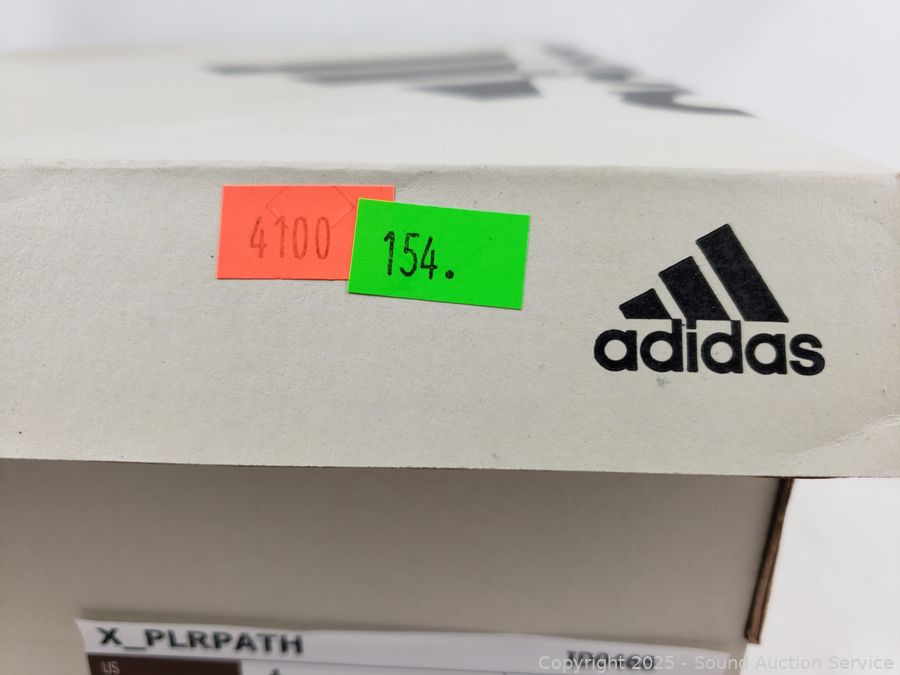 4100
154.
adidas
X_PLRPATH
US
Copyright 2025 - Sound Auction Service